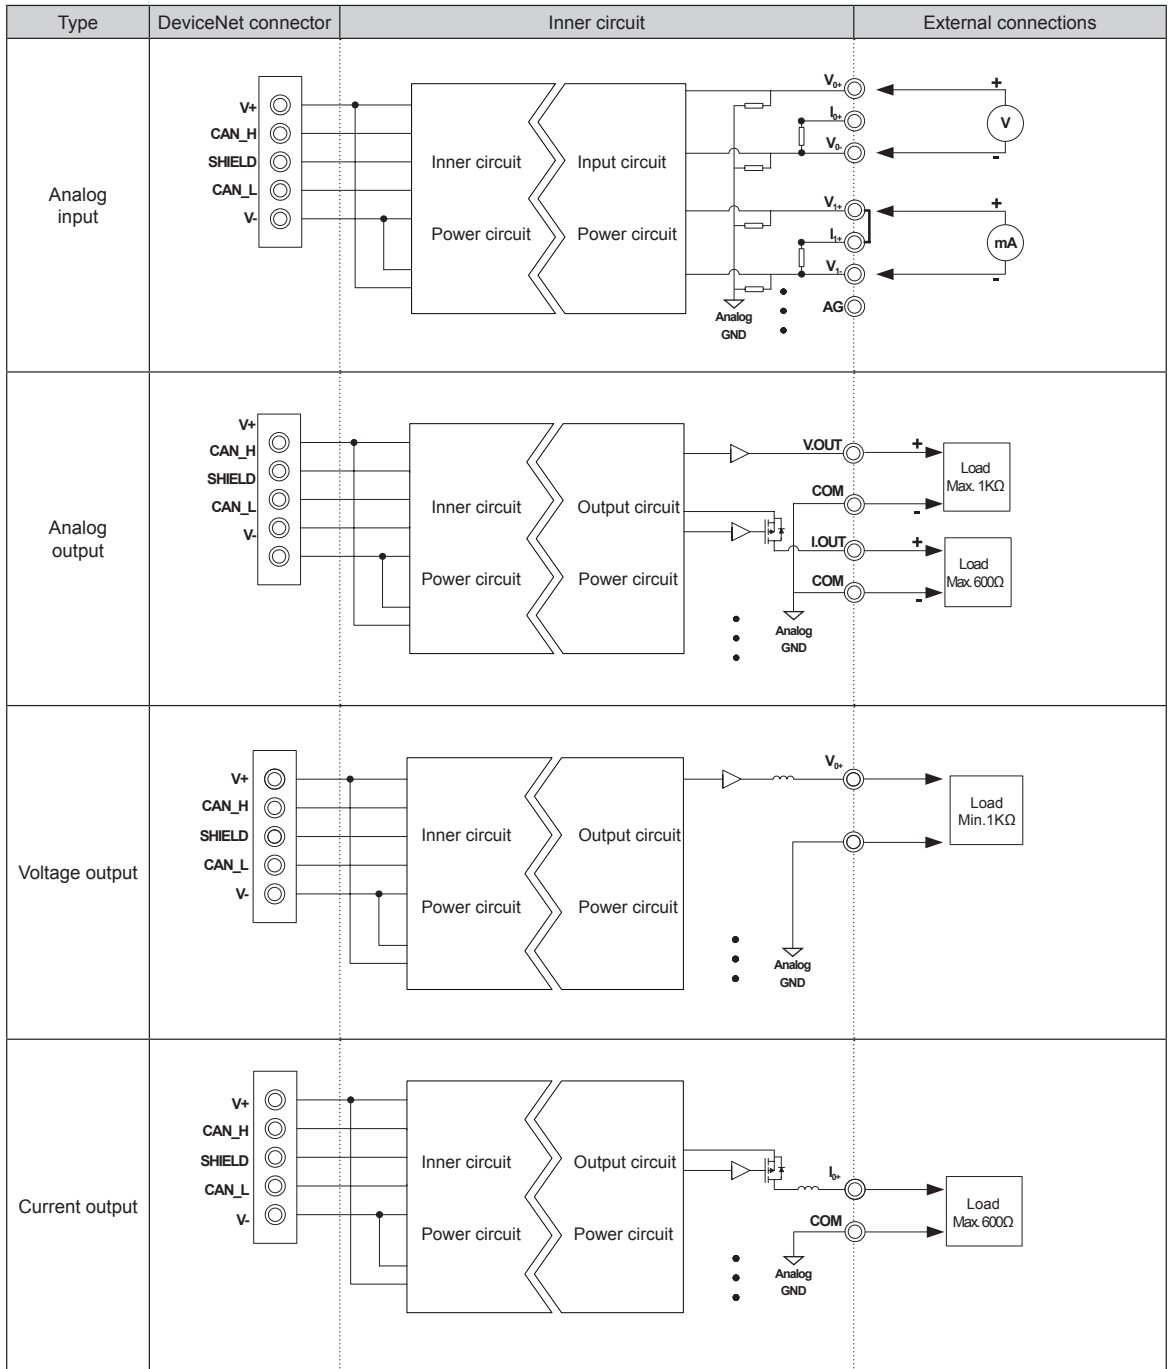 Type DeviceNet connector Inner circuit External connections
Analog
input
V+
CAN_H
SHIELD
CAN_L
V-
Inner circuit
Power circuit
Input circuit
Power circuit
V0+
I0+
V0-
V1+
I1+
V1-
AG
Analog
GND
+
V
-
+
mA
-
Analog
output
V+
CAN_H
SHIELD
CAN_L
V-
Inner circuit
Power circuit
Output circuit
Power circuit
V.OUT
COM
I.OUT
COM
Analog
GND
+
Load
Max. 1KΩ
-
+
Load
Max. 600Ω
-
Voltage output
V+
CAN_H
SHIELD
CAN_L
V-
Inner circuit
Power circuit
Output circuit
Power circuit
V0+
Analog
GND
Load
Min.1KΩ
Current output
V+
CAN_H
SHIELD
CAN_L
V-
Inner circuit
Power circuit
Output circuit
Power circuit
I0+
COM
Analog
GND
Load
Max. 600Ω